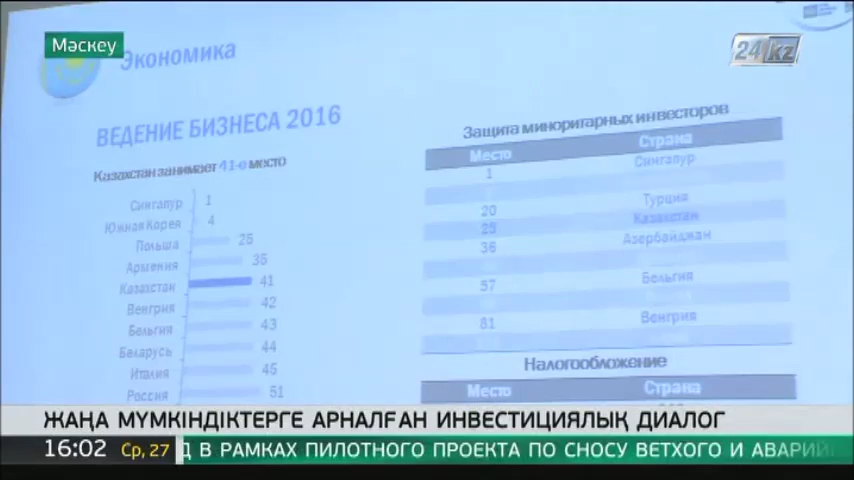 Мәскеу
Экономика
24 kz
ВЕДЕНИЕ БИЗНЕСА 2016
Казахстан занимает 41-е место
Сингапур 1
Южная Корея 4
Польша 25
Армения 35
Казахстан 41
Венгрия 42
Бельгия 43
Беларусь 44
Италия 45
Россия 51
Защита миноритарных инвесторов
Место Страна
1 Сингапур
20 Турция
25 Казахстан
36 Азербайджан
57 Бельгия
81 Венгрия
Налогообложение
Место Страна
ЖАҢА МҮМКІНДІКТЕРГЕ АРНАЛҒАН ИНВЕСТИЦИЯЛЫҚ ДИАЛОГ
16:02 Ср, 27 Д В РАМКАХ ПИЛОТНОГО ПРОЕКТА ПО СНОСУ ВЕТХОГО И АВАРИЙ